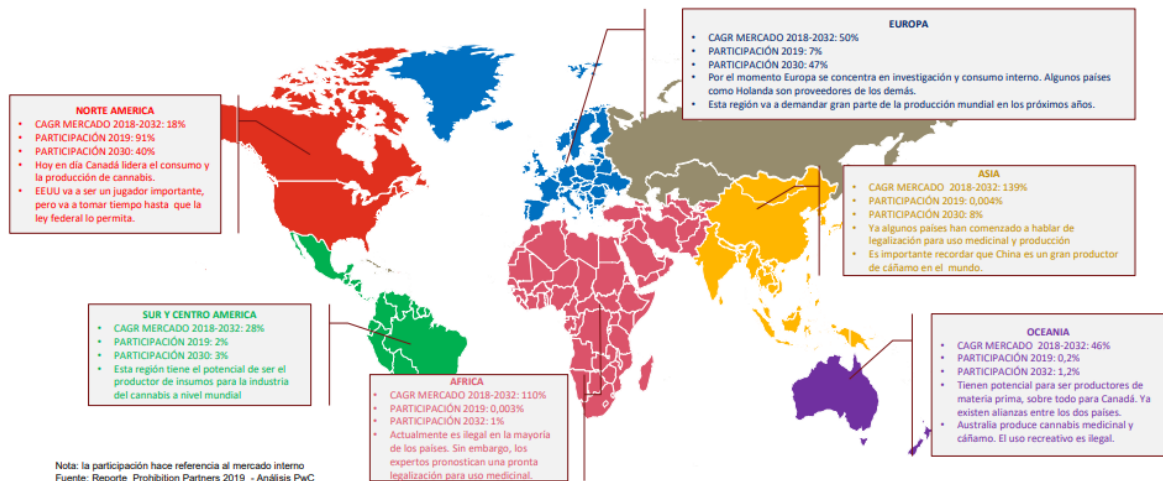 EUROPA
• CAGR MERCADO 2018-2032: 50%
• PARTICIPACIÓN 2019: 7%
• PARTICIPACIÓN 2030: 47%
• Por el momento Europa se concentra en investigación y consumo interno. Algunos países
como Holanda son proveedores de los demás.
• Esta región va a demandar gran parte de la producción mundial en los próximos años.
NORTE AMERICA
• CAGR MERCADO 2018-2032: 18%
• PARTICIPACIÓN 2019: 91%
• PARTICIPACIÓN 2030: 40%
• Hoy en día Canadá lidera el consumo y
la producción de cannabis.
• EEUU va a ser un jugador importante,
pero va a tomar tiempo hasta que la
ley federal lo permita.
ASIA
• CAGR MERCADO 2018-2032: 139%
• PARTICIPACIÓN 2019: 0,004%
• PARTICIPACIÓN 2030: 8%
• Ya algunos países han comenzado a hablar de
legalización para uso medicinal y producción
• Es importante recordar que China es un gran productor
de cáñamo en el mundo.
SUR Y CENTRO AMERICA
• CAGR MERCADO 2018-2032: 28%
• PARTICIPACIÓN 2019: 2%
• PARTICIPACIÓN 2030: 3%
• Esta región tiene el potencial de ser el
productor de insumos para la industria
del cannabis a nivel mundial
AFRICA
• CAGR MERCADO 2018-2032: 110%
• PARTICIPACIÓN 2019: 0,003%
• PARTICIPACIÓN 2032: 1%
• Actualmente es ilegal en la mayoría
de los países. Sin embargo, los
expertos pronostican una pronta
legalización para uso medicinal.
OCEANIA
• CAGR MERCADO 2018-2032: 46%
• PARTICIPACIÓN 2019: 0,2%
• PARTICIPACIÓN 2032: 1,2%
• Tienen potencial para ser productores de
materia prima, sobre todo para Canadá. Ya
existen alianzas entre los dos países.
• Australia produce cannabis medicinal y
cáñamo. El uso recreativo es ilegal.
Nota: la participación hace referencia al mercado interno
Fuente: Reporte Prohibition Partners 2019 - Análisis PwC